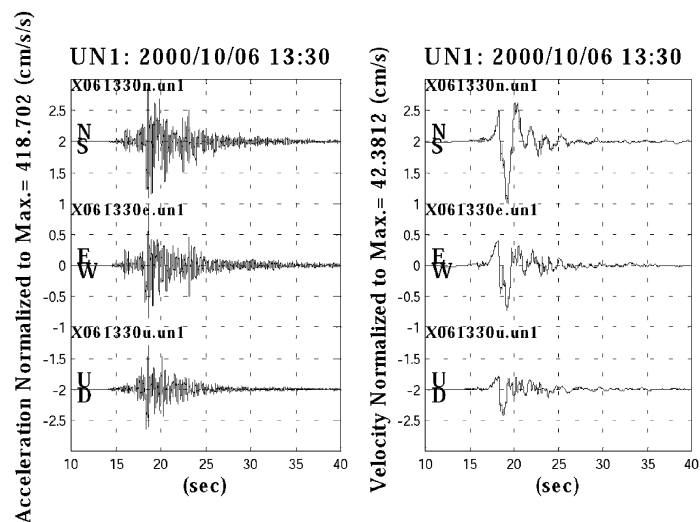 UN1: 2000/10/06 13:30
Acceleration Normalized to Max.= 418.702 (cm/s/s)
X061330n.un1
2.5
N
S
2
1.5
1
X061330e.un1
0.5
E
W
0
-0.5
-1
X061330u.un1
-1.5
U
D
-2
-2.5
10 15 20 25 30 35 40
(sec)
UN1: 2000/10/06 13:30
Velocity Normalized to Max.= 42.3812 (cm/s)
X061330n.un1
2.5
N
S
2
1.5
1
X061330e.un1
0.5
E
W
0
-0.5
-1
X061330u.un1
-1.5
U
D
-2
-2.5
10 15 20 25 30 35 40
(sec)